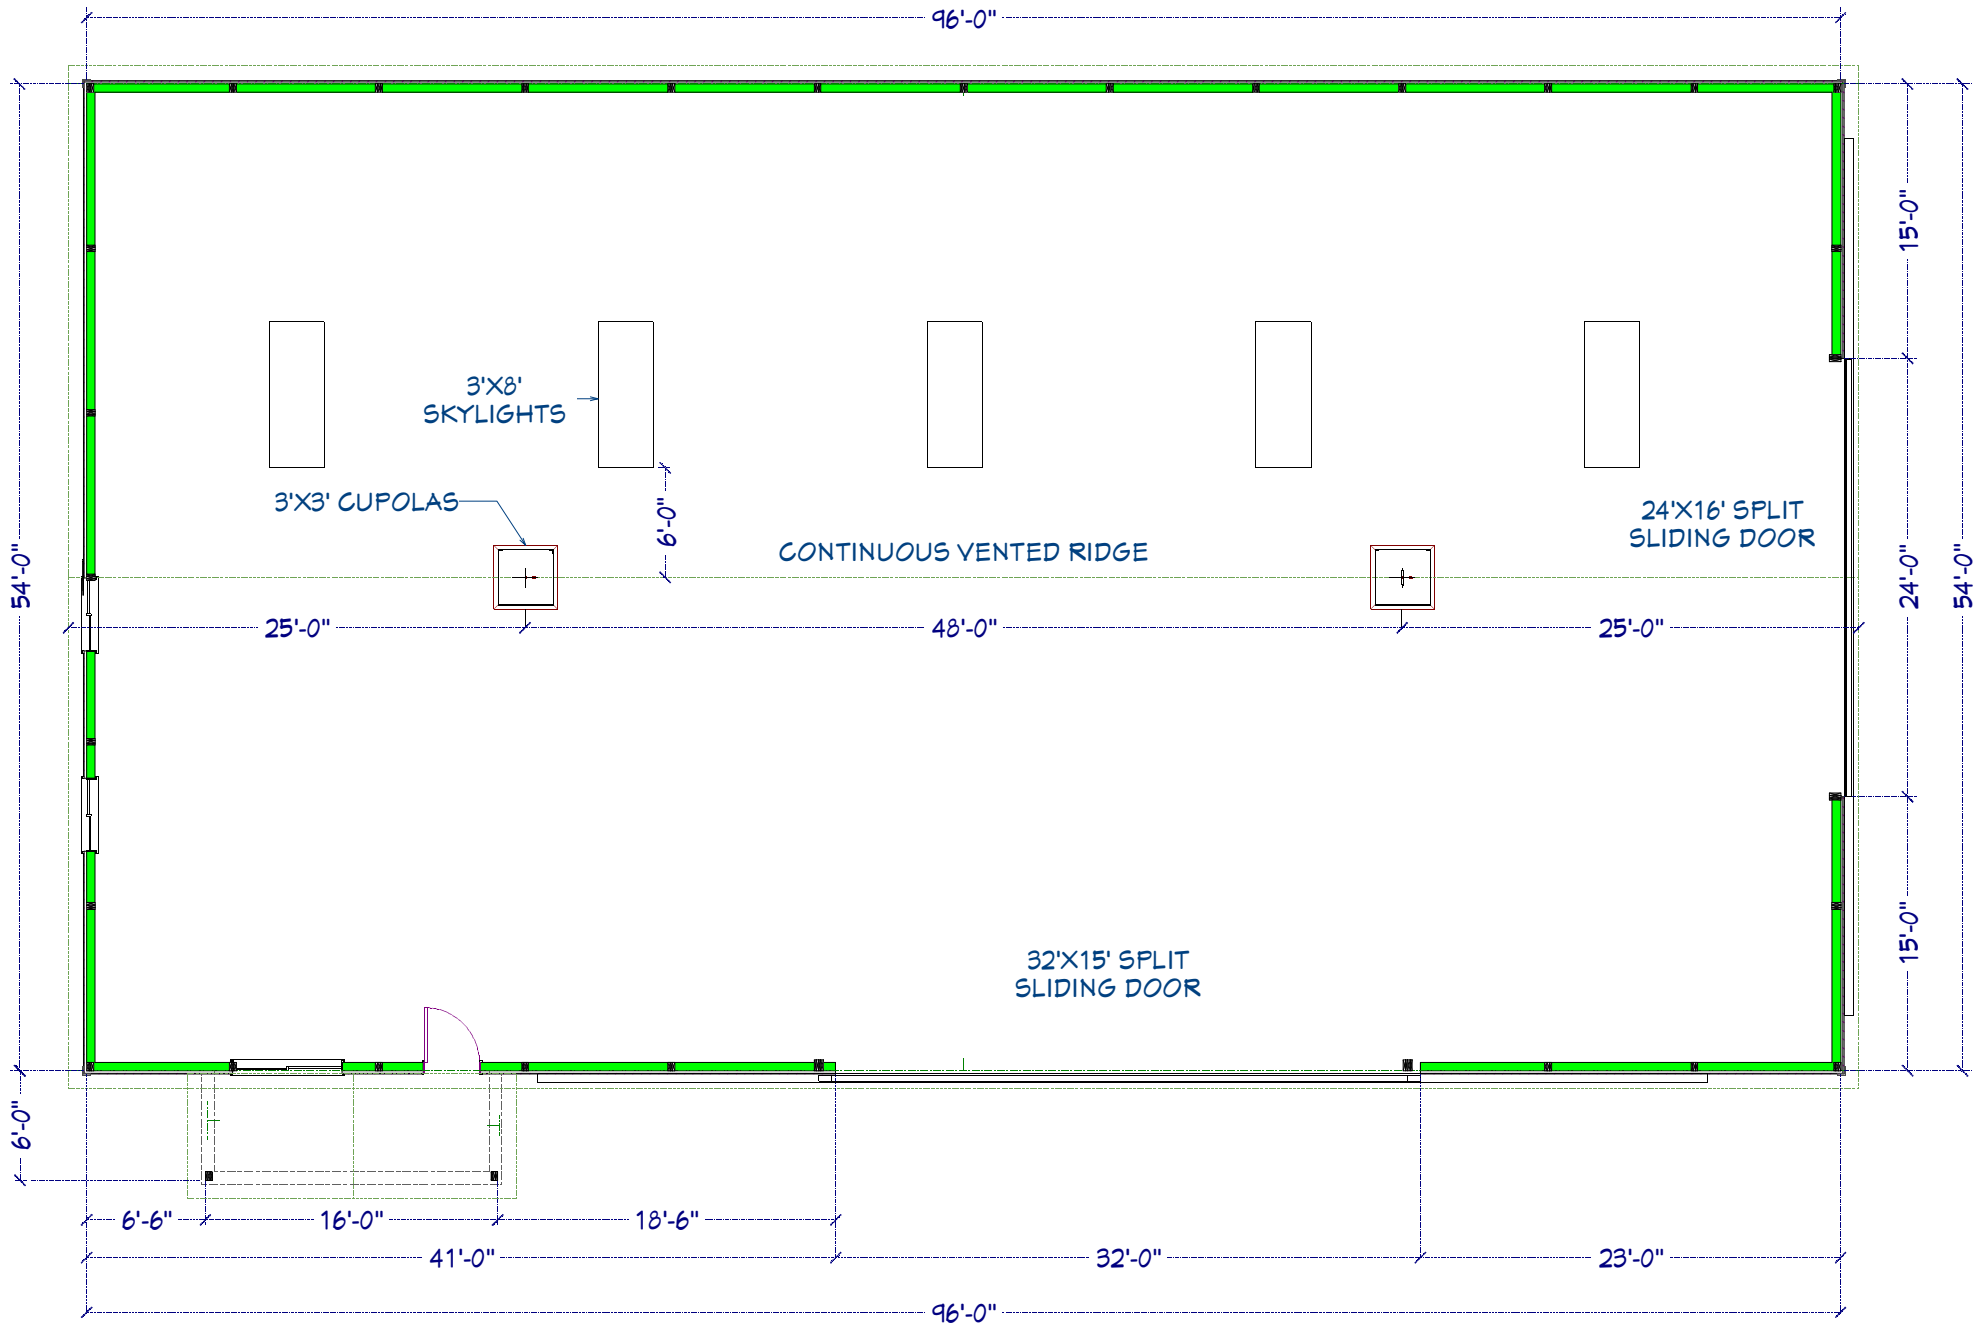 96'-0"
15'-0"
3'X8'
SKYLIGHTS
3'X3' CUPOLAS
6'-0"
24'X16' SPLIT
SLIDING DOOR
CONTINUOUS VENTED RIDGE
54'-0"
24'-0"
54'-0"
25'-0"
48'-0"
25'-0"
32'X15' SPLIT
SLIDING DOOR
15'-0"
6'-0"
6'-6"
16'-0"
18'-6"
41'-0"
32'-0"
23'-0"
96'-0"